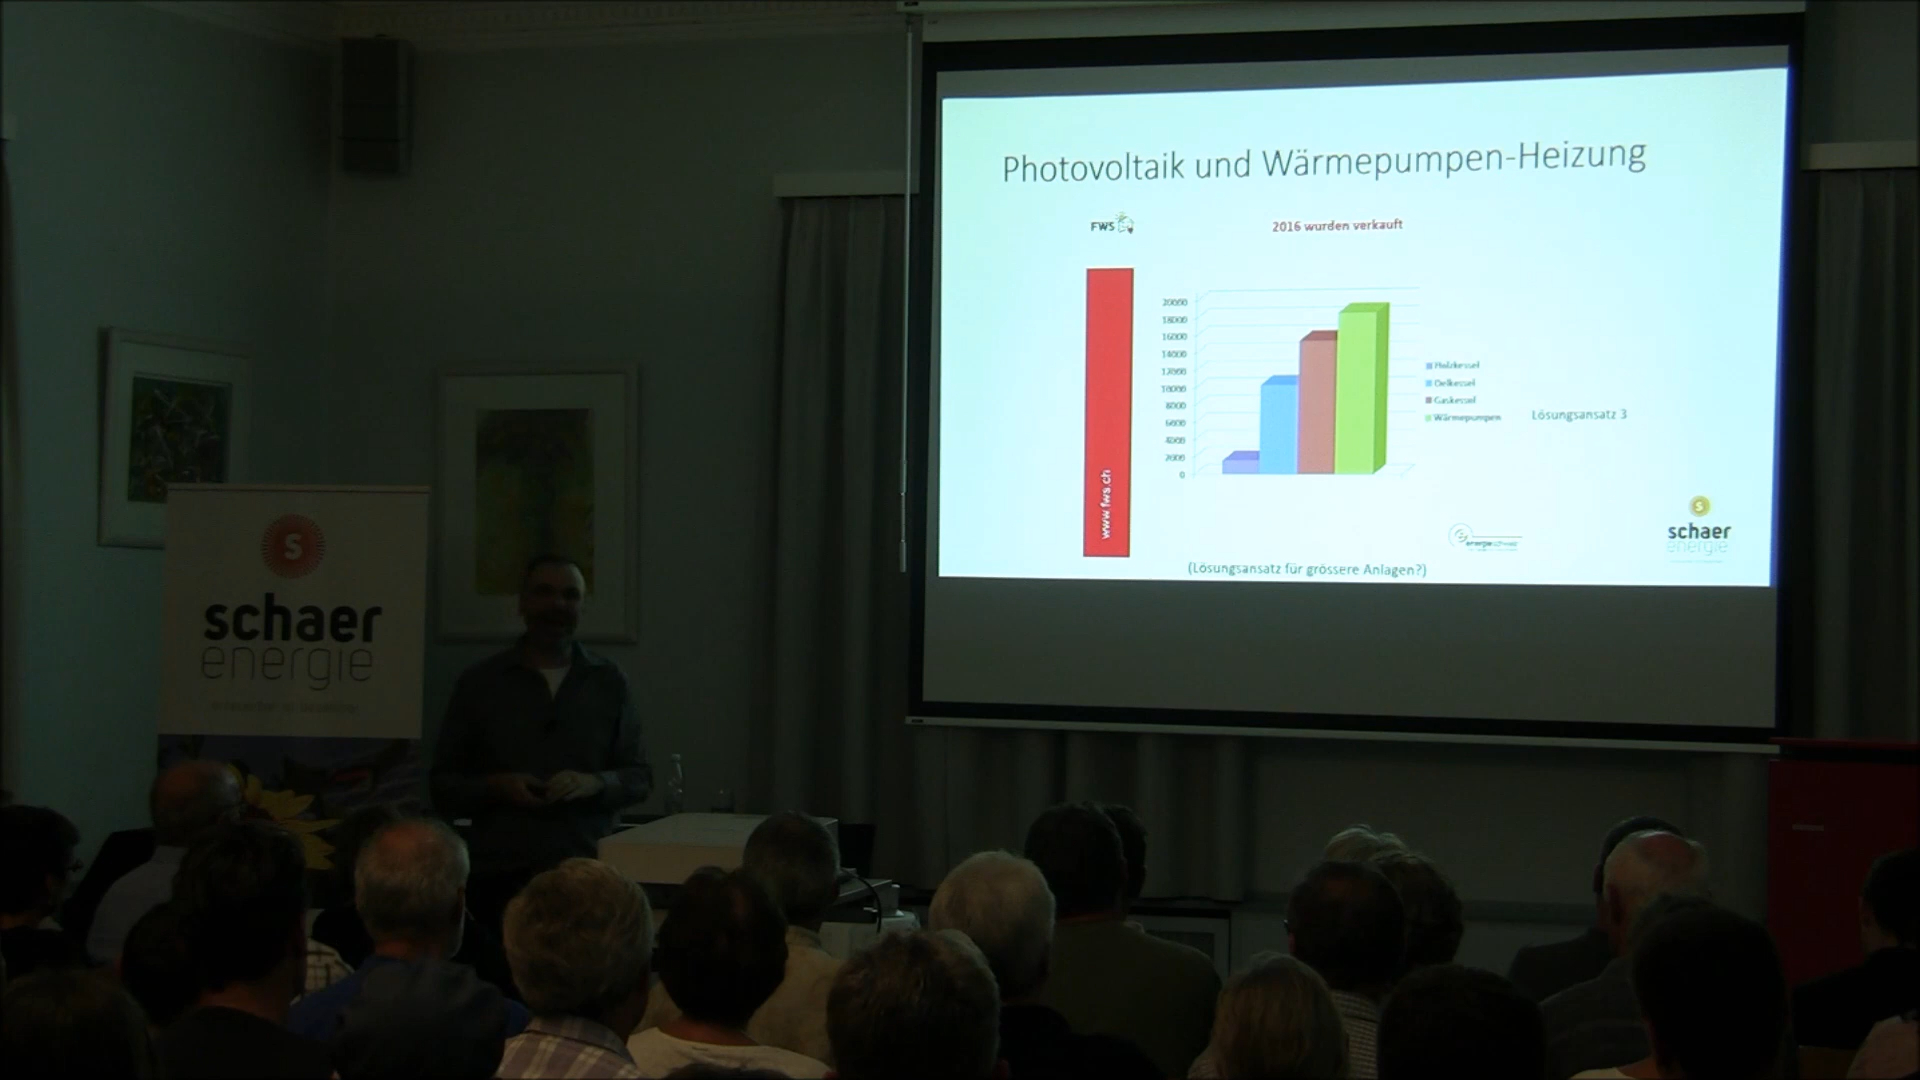 Photovoltaik und Wärmepumpen-Heizung
FWS
2016 wurden verkauft
20000
18000
16000
14000
12000
10000
8000
6000
4000
2000
0
Holzkessel
Oelkessel
Gaskessel
Wärmepumpen
Lösungsansatz 3
www.fws.ch
energieschweiz
S
schaer
energie
(Lösungsansatz für grössere Anlagen?)
S
schaer
energie